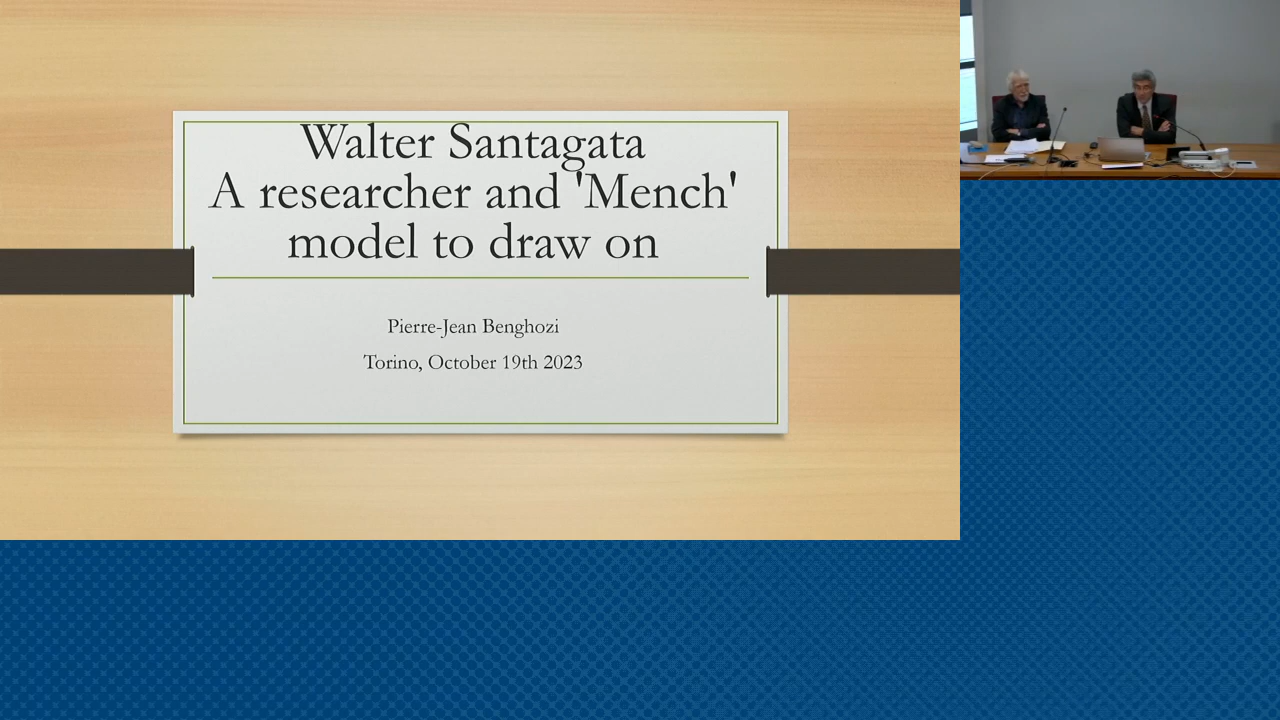 Walter Santagata
A researcher and 'Mench'
model to draw on
Pierre-Jean Benghozi
Torino, October 19th 2023